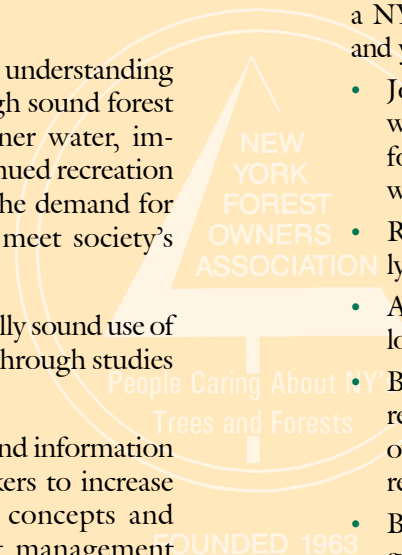 understanding
gh sound forest
ner water, im-
nued recreation
he demand for
meet society's
lly sound use of
hrough studies
nd information
kers to increase
concepts and
management
NEW
YORK
FOREST
OWNERS
ASSOCIATION
People Caring About NY's
Trees and Forests
FOUNDED 1963
a NY
and y
• Jo
w
fo
w
• R
ly
• A
lo
• B
re
o
re
• B